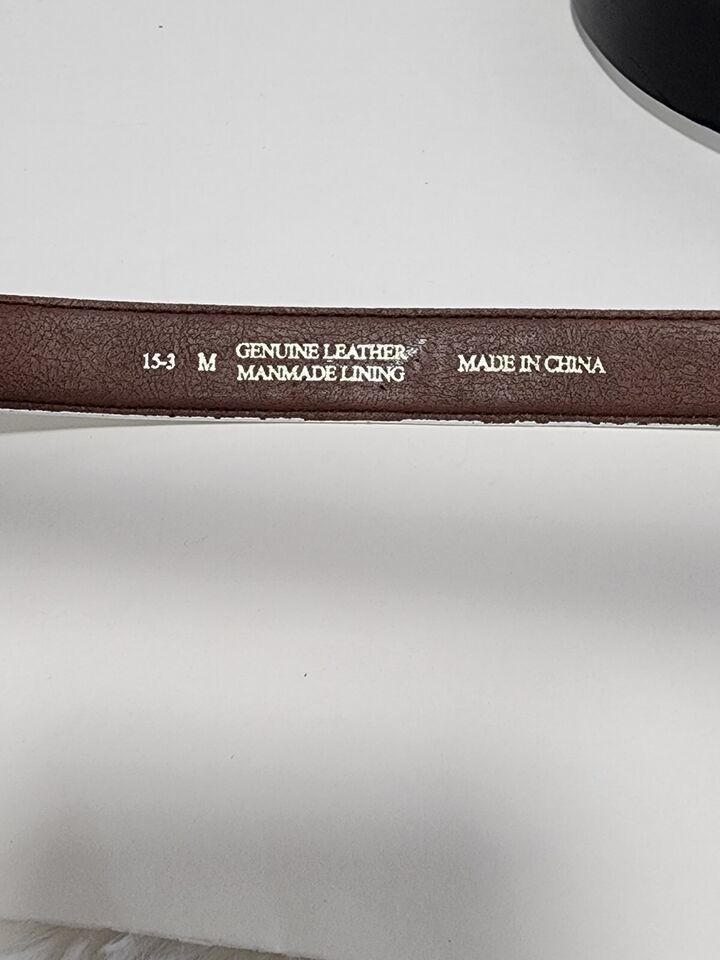 15-3 M GENUINE LEATHER
MANMADE LINING
MADE IN CHINA